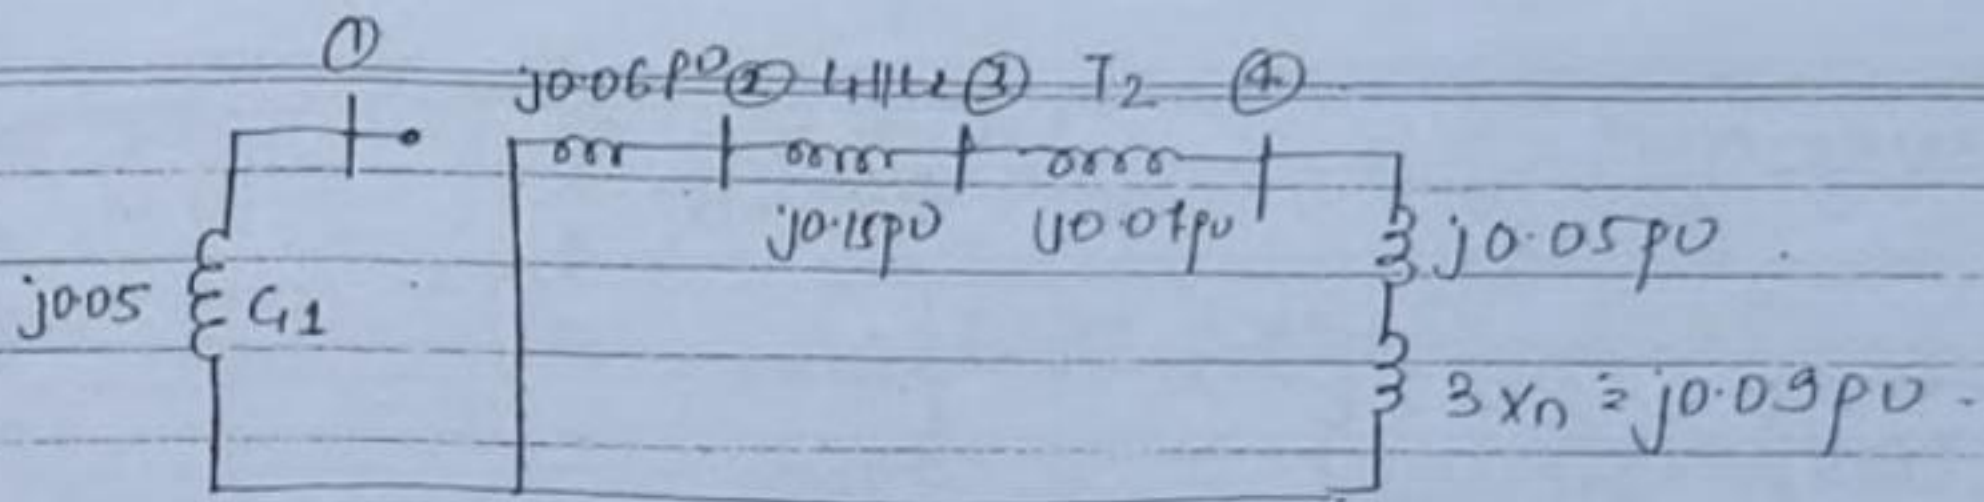 ①
j0.06pu ② L1||L2 ③ T2 ④
j0.15pu j0.07pu j0.05pu
j0.05 G1
3Xn = j0.09pu